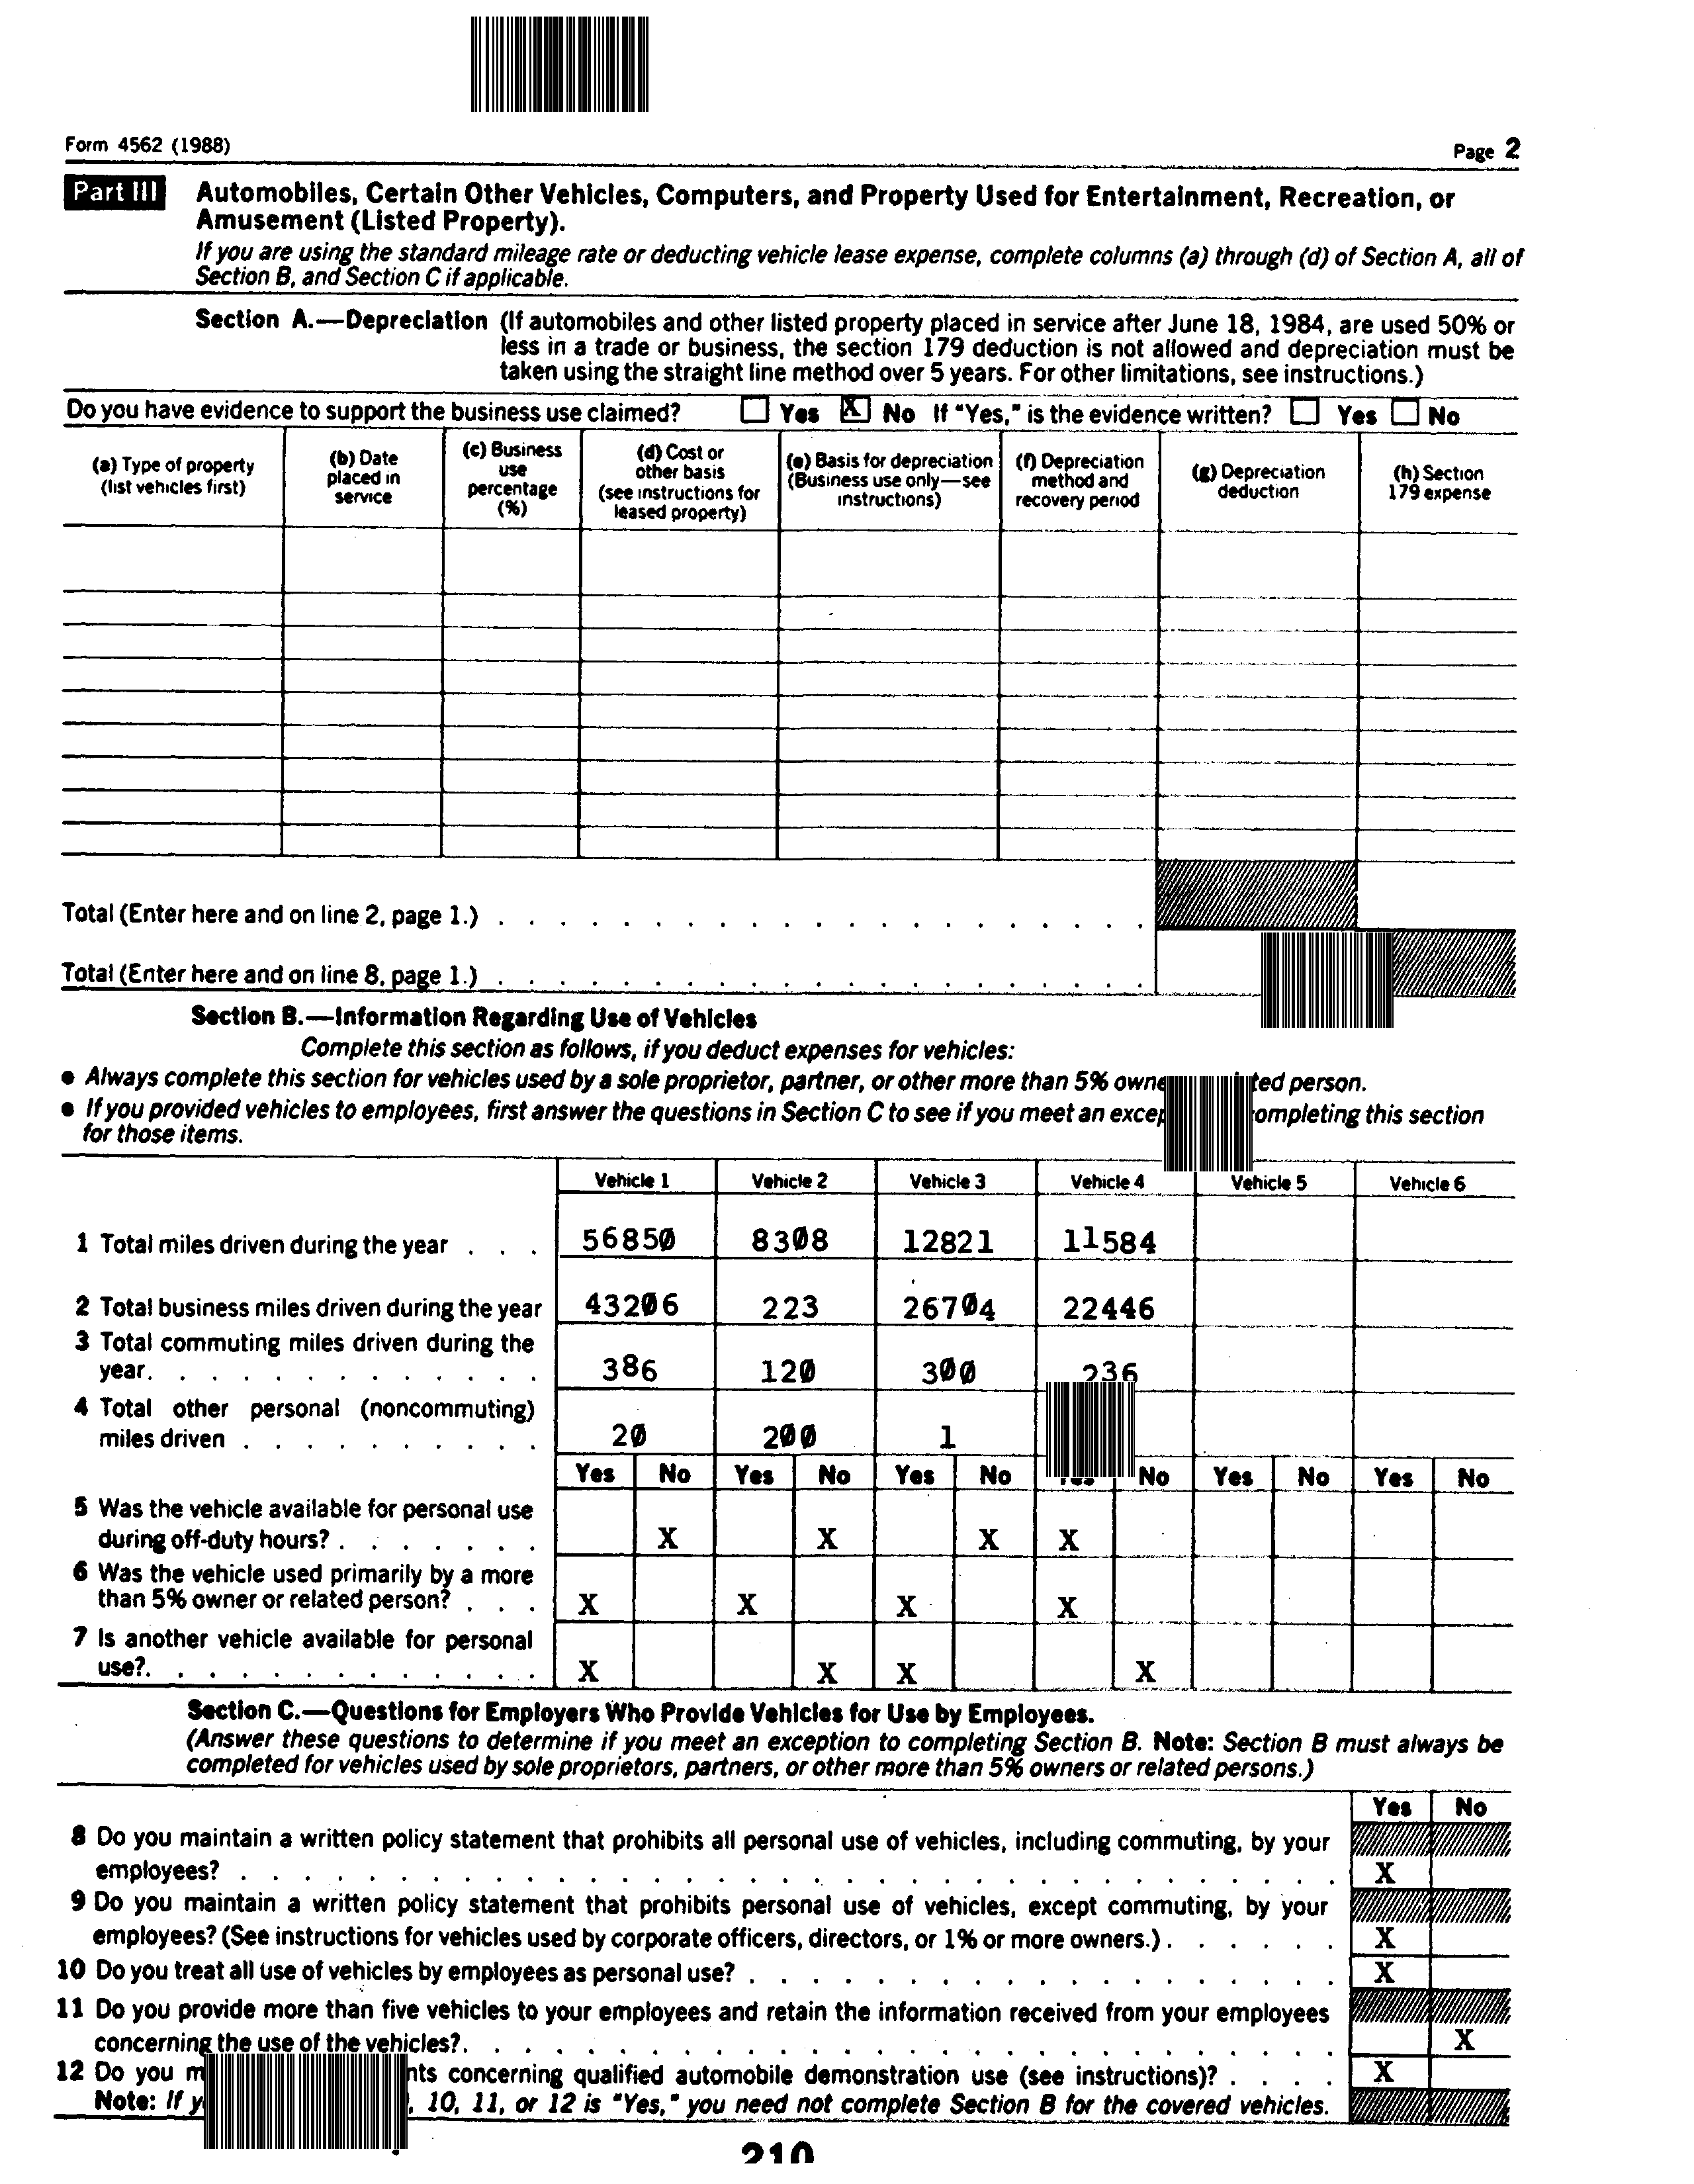 Form 4562 (1988)
Page 2
Part III Automobiles, Certain Other Vehicles, Computers, and Property Used for Entertainment, Recreation, or
Amusement (Listed Property).
If you are using the standard mileage rate or deducting vehicle lease expense, complete columns (a) through (d) of Section A, all of
Section B, and Section C if applicable.
Section A.—Depreciation (If automobiles and other listed property placed in service after June 18, 1984, are used 50% or
less in a trade or business, the section 179 deduction is not allowed and depreciation must be
taken using the straight line method over 5 years. For other limitations, see instructions.)
Do you have evidence to support the business use claimed? Yes X No If "Yes," is the evidence written? Yes No
(a) Type of property
(list vehicles first)
(b) Date
placed in
service
(c) Business
use
percentage
(%)
(d) Cost or
other basis
(see instructions for
leased property)
(e) Basis for depreciation
(Business use only—see
instructions)
(f) Depreciation
method and
recovery period
(g) Depreciation
deduction
(h) Section
179 expense
Total (Enter here and on line 2, page 1.) . . . . . . . . . . . . . . . . . . . . .
Total (Enter here and on line 8, page 1.) . . . . . . . . . . . . . . . . . . . . .
Section B.—Information Regarding Use of Vehicles
Complete this section as follows, if you deduct expenses for vehicles:
● Always complete this section for vehicles used by a sole proprietor, partner, or other more than 5% person.
● If you provided vehicles to employees, first answer the questions in Section C to see if you meet an this section
for those items.
Vehicle 1 Vehicle 2 Vehicle 3 Vehicle 4 Vehicle 5 Vehicle 6
1 Total miles driven during the year . . . 56850 8308 12821 11584
2 Total business miles driven during the year 43206 223 26704 22446
3 Total commuting miles driven during the
year. . . . . . . . . . . . . 386 120 300 236
4 Total other personal (noncommuting)
miles driven . . . . . . . . . . 20 200 1
Yes No Yes No Yes No No Yes No Yes No
5 Was the vehicle available for personal use
during off-duty hours? . . . . . . . X X X X
6 Was the vehicle used primarily by a more
than 5% owner or related person? . . . X X X X
7 Is another vehicle available for personal
use?. . . . . . . . . . . . . X X X X
Section C.—Questions for Employers Who Provide Vehicles for Use by Employees.
(Answer these questions to determine if you meet an exception to completing Section B. Note: Section B must always be
completed for vehicles used by sole proprietors, partners, or other more than 5% owners or related persons.)
Yes No
8 Do you maintain a written policy statement that prohibits all personal use of vehicles, including commuting, by your
employees? . . . . . . . . . . . . . . . . . . . . . . . . . . . . . . X
9 Do you maintain a written policy statement that prohibits personal use of vehicles, except commuting, by your
employees? (See instructions for vehicles used by corporate officers, directors, or 1% or more owners.) . . . . . . X
10 Do you treat all use of vehicles by employees as personal use? . . . . . . . . . . . . . . . . . X
11 Do you provide more than five vehicles to your employees and retain the information received from your employees
concerning the use of the vehicles?. . . . . . . . . . . . . . . . . . . . . . . . . X
12 Do you concerning qualified automobile demonstration use (see instructions)? . . . . X
Note: If 10, 11, or 12 is "Yes," you need not complete Section B for the covered vehicles.
210